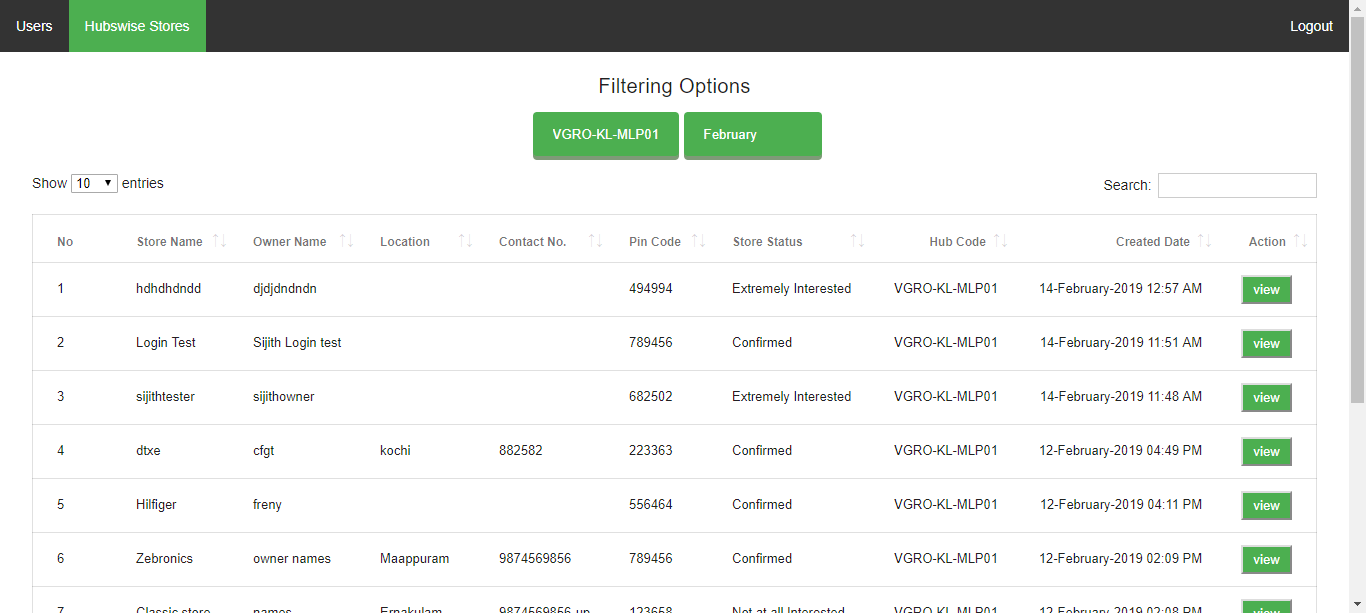 Users Hubswise Stores Logout
Filtering Options
VGRO-KL-MLP01 February
Show 10 entries Search:
No Store Name Owner Name Location Contact No. Pin Code Store Status Hub Code Created Date Action
1 hdhdhdndd djdjdndndn 494994 Extremely Interested VGRO-KL-MLP01 14-February-2019 12:57 AM view
2 Login Test Sijith Login test 789456 Confirmed VGRO-KL-MLP01 14-February-2019 11:51 AM view
3 sijithtester sijithowner 682502 Extremely Interested VGRO-KL-MLP01 14-February-2019 11:48 AM view
4 dtxe cfgt kochi 882582 223363 Confirmed VGRO-KL-MLP01 12-February-2019 04:49 PM view
5 Hilfiger freny 556464 Confirmed VGRO-KL-MLP01 12-February-2019 04:11 PM view
6 Zebronics owner names Maappuram 9874569856 789456 Confirmed VGRO-KL-MLP01 12-February-2019 02:09 PM view
7 Classic store names Ernakulam 9874569856 up 123658 Not at all Interested VGRO-KL-MLP01 12-February-2019 02:08 PM view